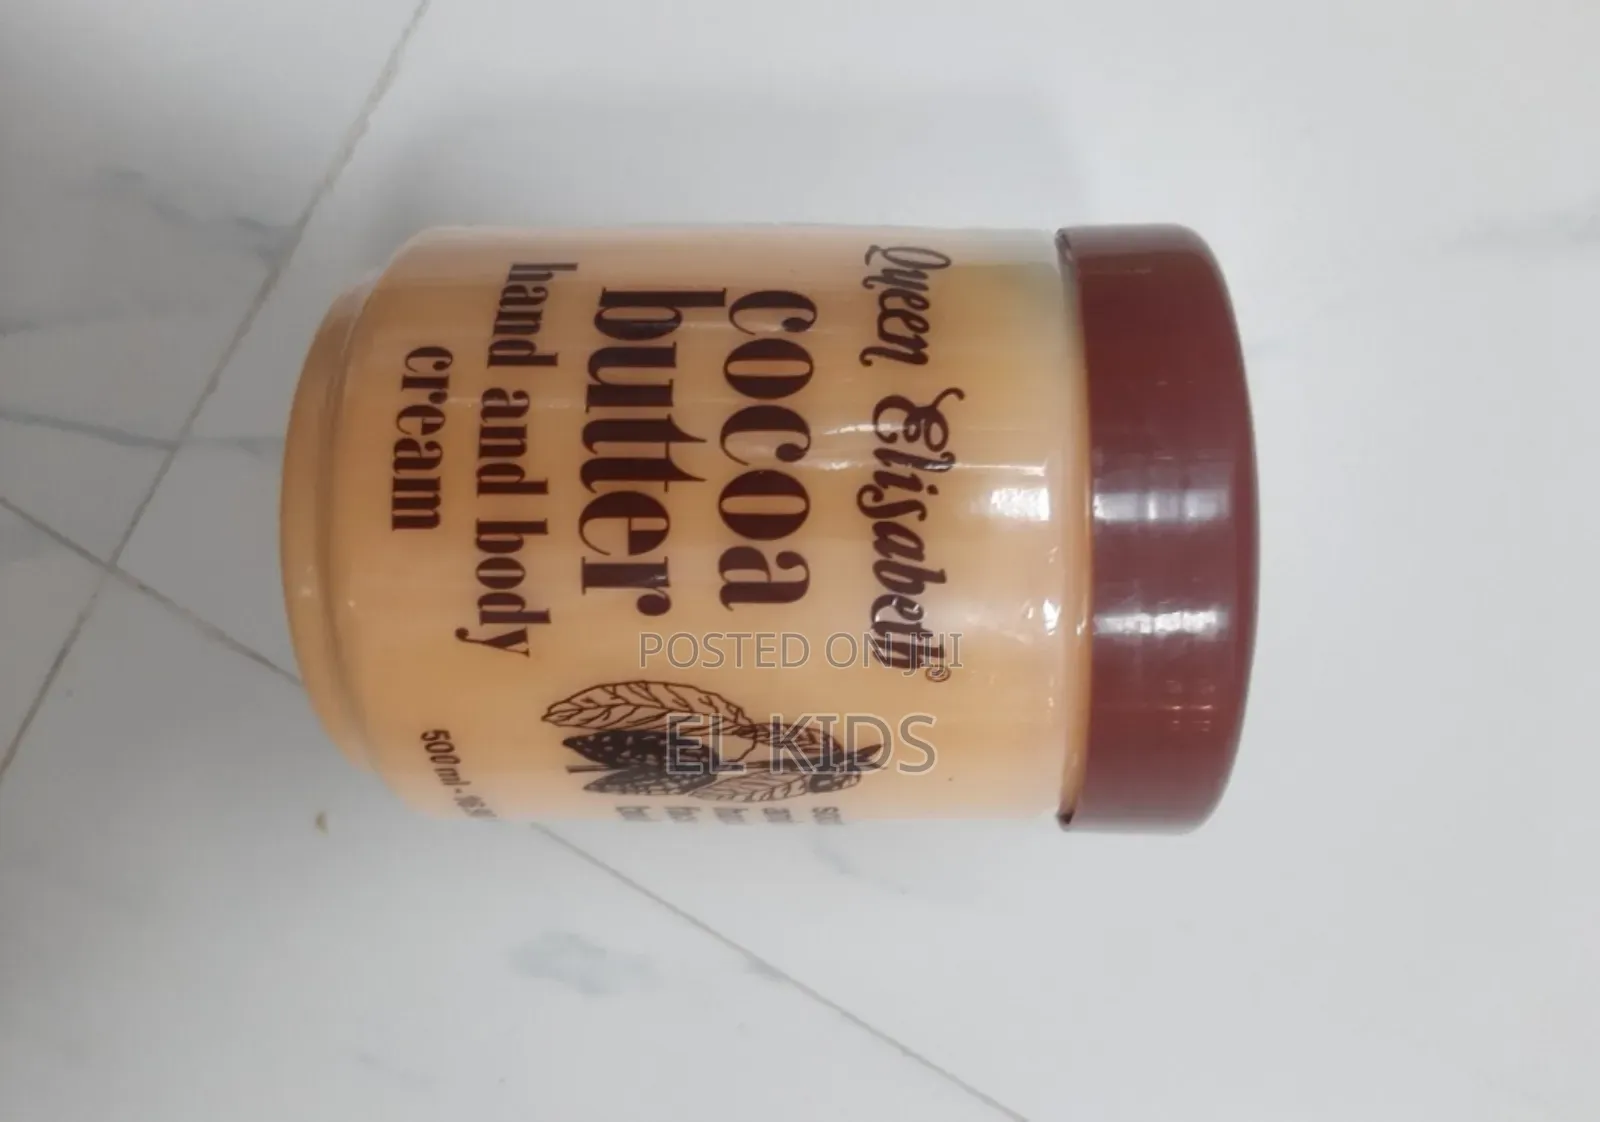 Queen Elisabeth®
cocoa
butter
hand and body
cream
500 ml
POSTED ON JIJI
EL KIDS